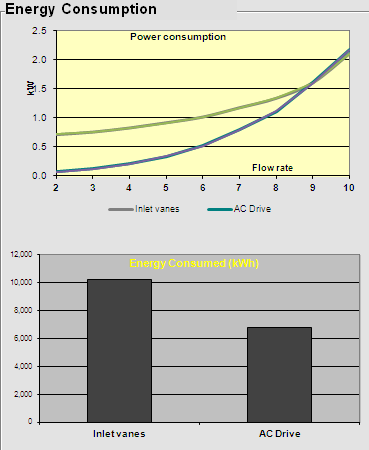 Energy Consumption
Power consumption
2.5
2.0
1.5
1.0
0.5
0.0
kW
Flow rate
2 3 4 5 6 7 8 9 10
Inlet vanes AC Drive
Energy Consumed (kWh)
12,000
10,000
8,000
6,000
4,000
2,000
0
Inlet vanes AC Drive